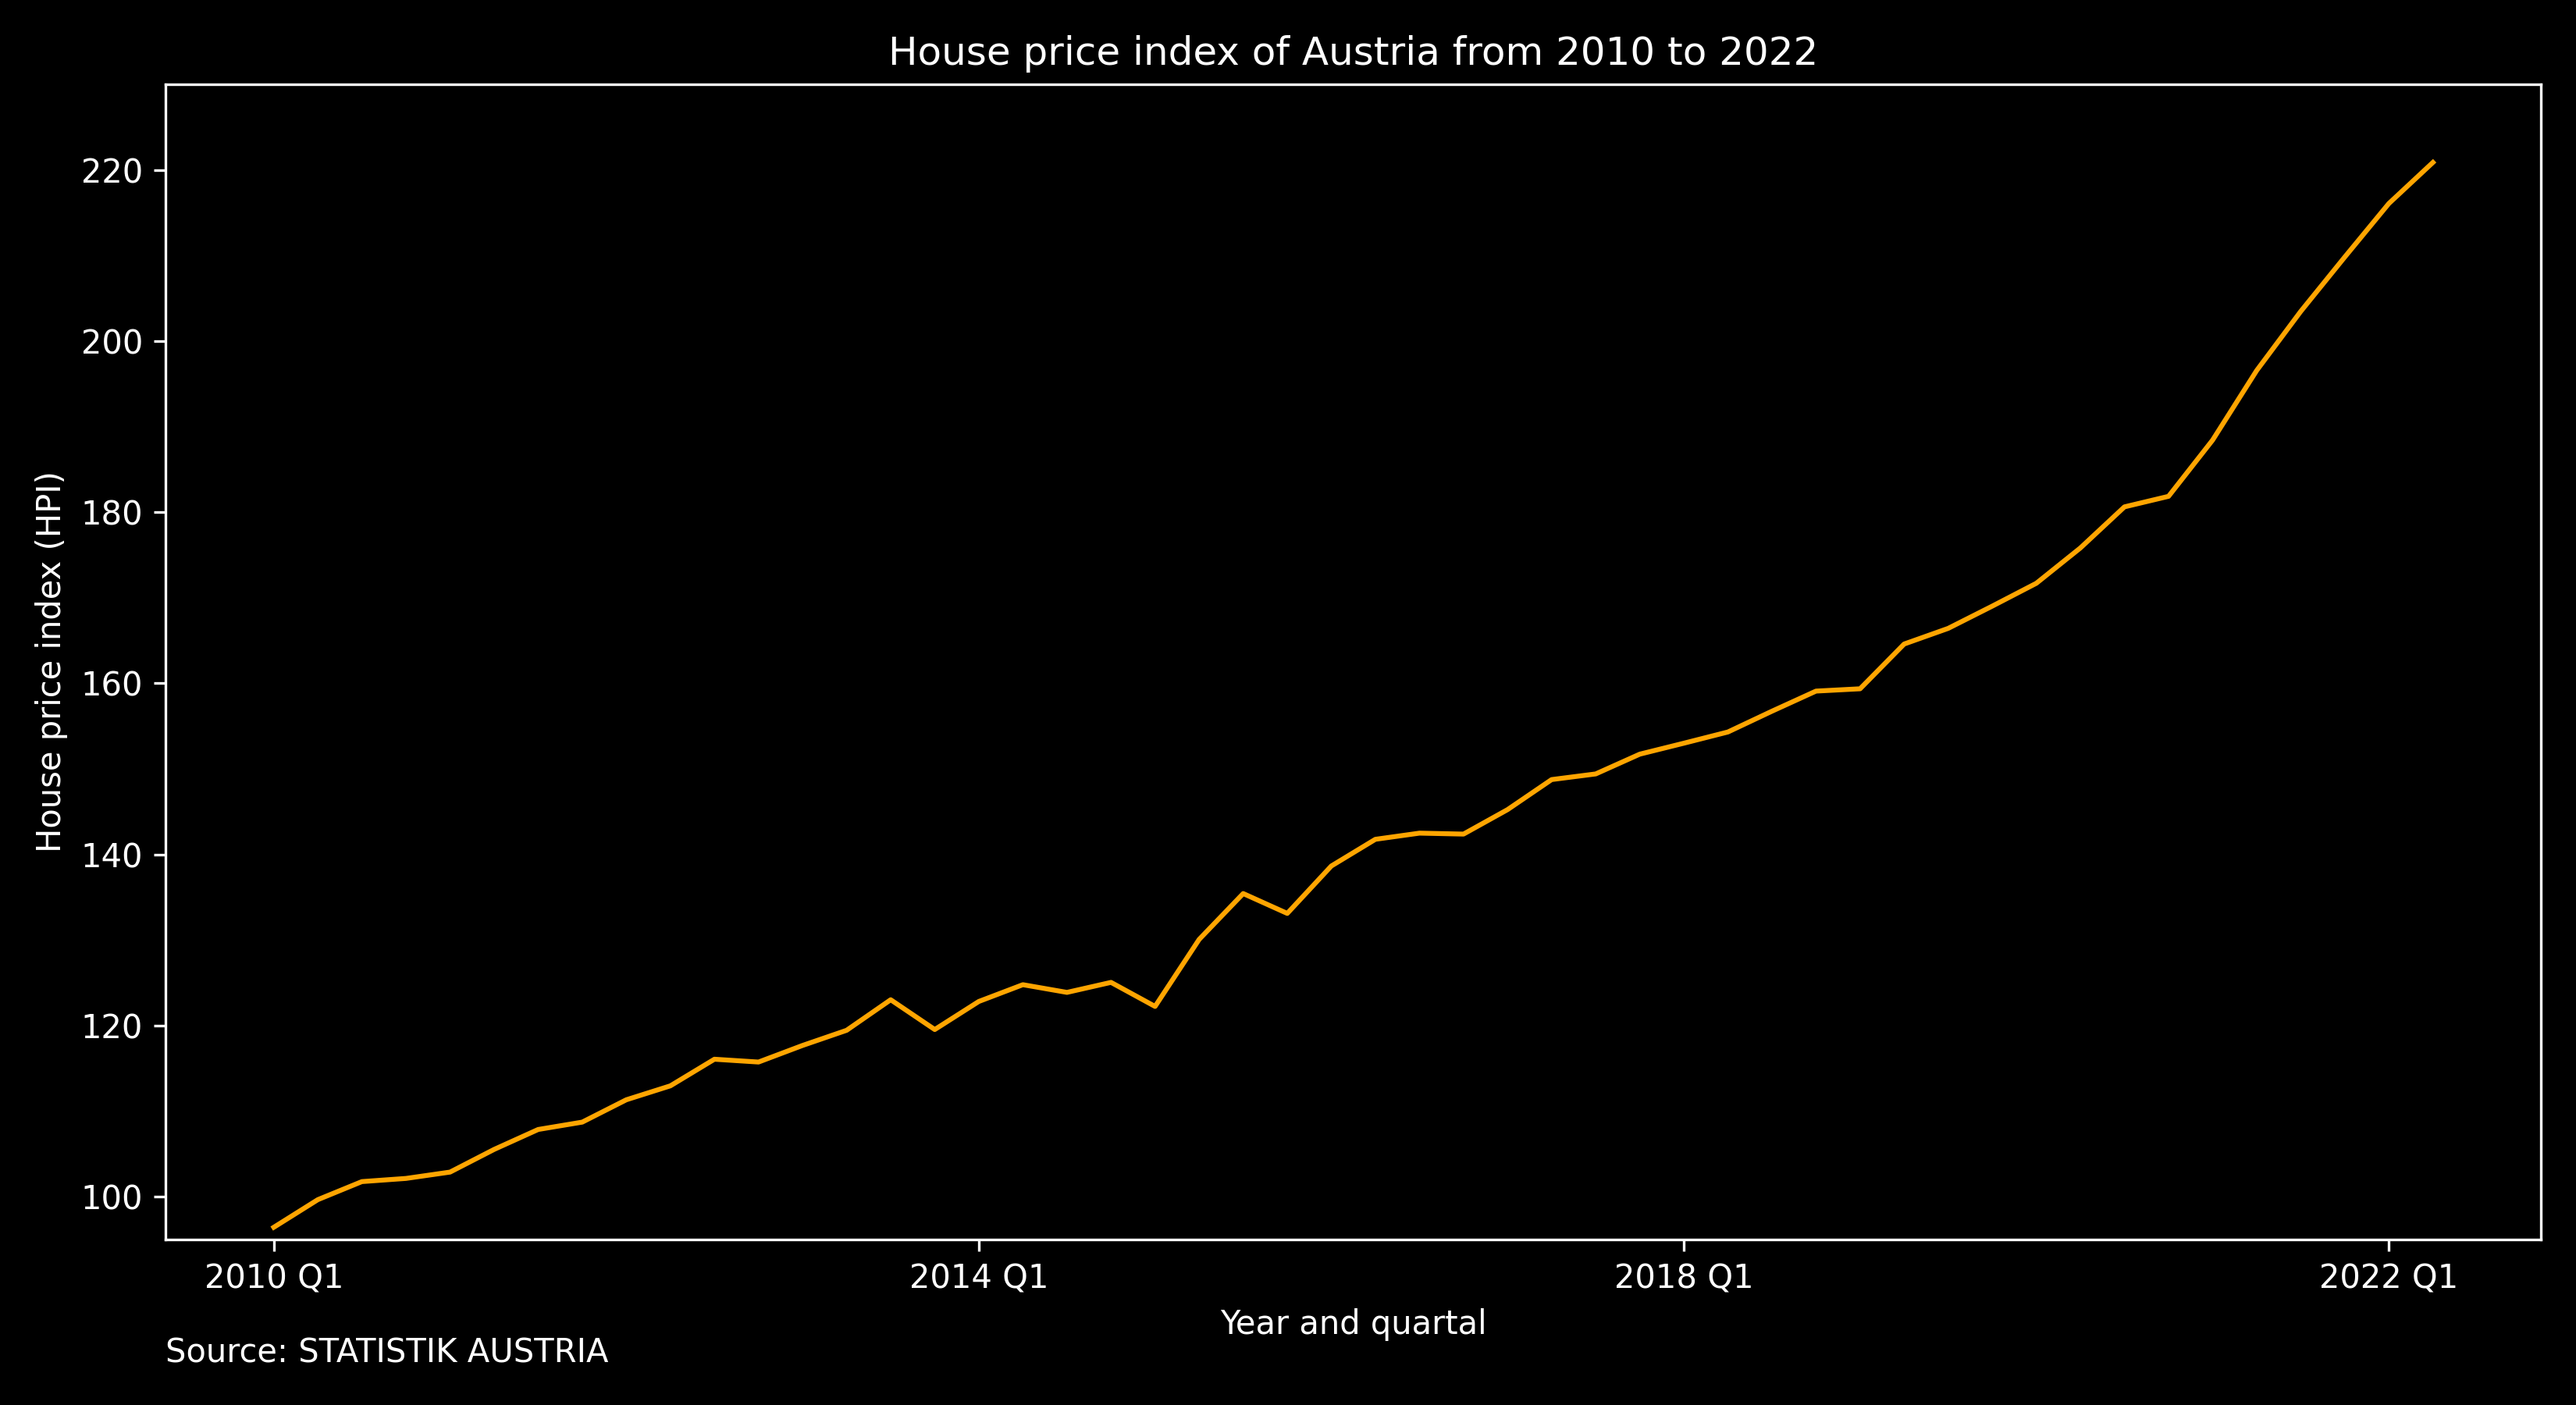 House price index of Austria from 2010 to 2022
House price index (HPI)
220
200
180
160
140
120
100
2010 Q1 2014 Q1 2018 Q1 2022 Q1
Year and quartal
Source: STATISTIK AUSTRIA